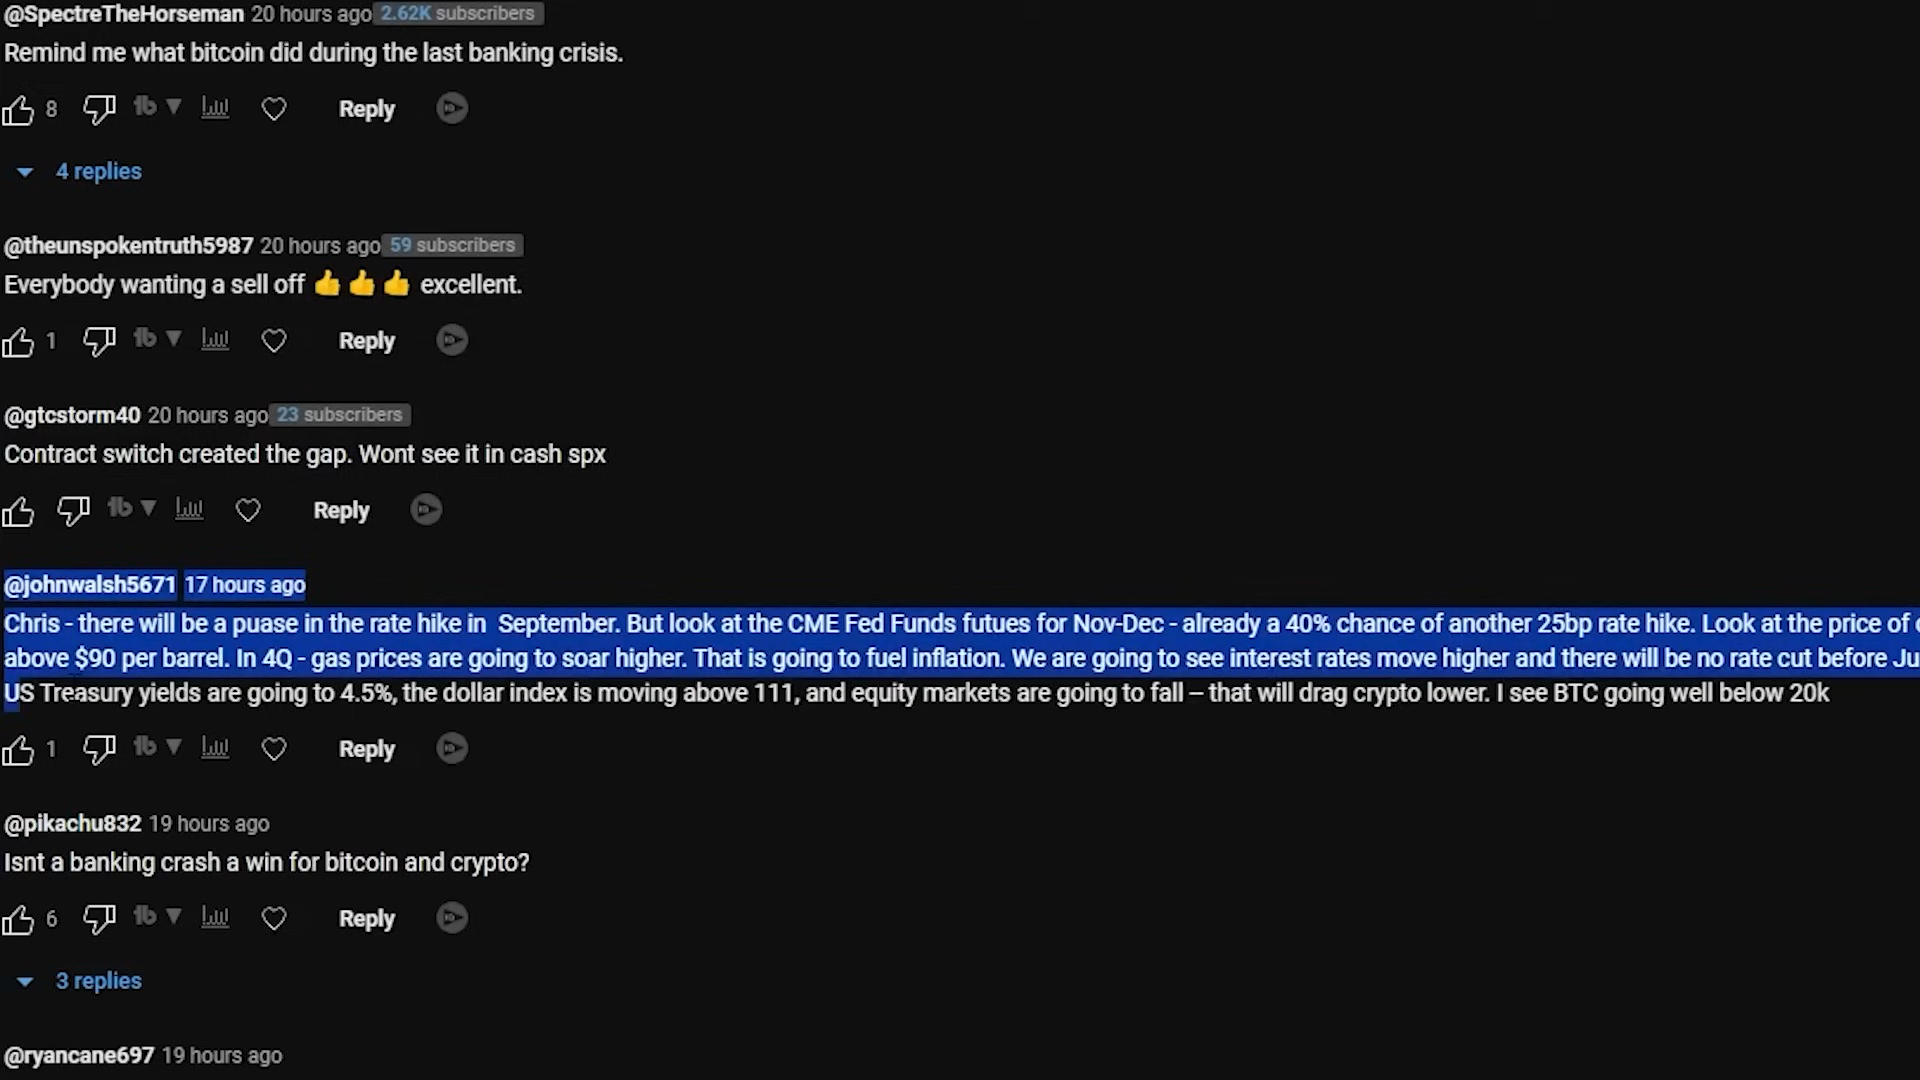 @SpectreTheHorseman 20 hours ago 2.62K subscribers
Remind me what bitcoin did during the last banking crisis.
8 Reply
4 replies
@theunspokentruth5987 20 hours ago 59 subscribers
Everybody wanting a sell off 👍 👍 👍 excellent.
1 Reply
@gtcstorm40 20 hours ago 23 subscribers
Contract switch created the gap. Wont see it in cash spx
Reply
@johnwalsh5671 17 hours ago
Chris - there will be a puase in the rate hike in September. But look at the CME Fed Funds futues for Nov-Dec - already a 40% chance of another 25bp rate hike. Look at the price of
above $90 per barrel. In 4Q - gas prices are going to soar higher. That is going to fuel inflation. We are going to see interest rates move higher and there will be no rate cut before
US Treasury yields are going to 4.5%, the dollar index is moving above 111, and equity markets are going to fall -- that will drag crypto lower. I see BTC going well below 20k
1 Reply
@pikachu832 19 hours ago
Isnt a banking crash a win for bitcoin and crypto?
6 Reply
3 replies
@ryancane697 19 hours ago